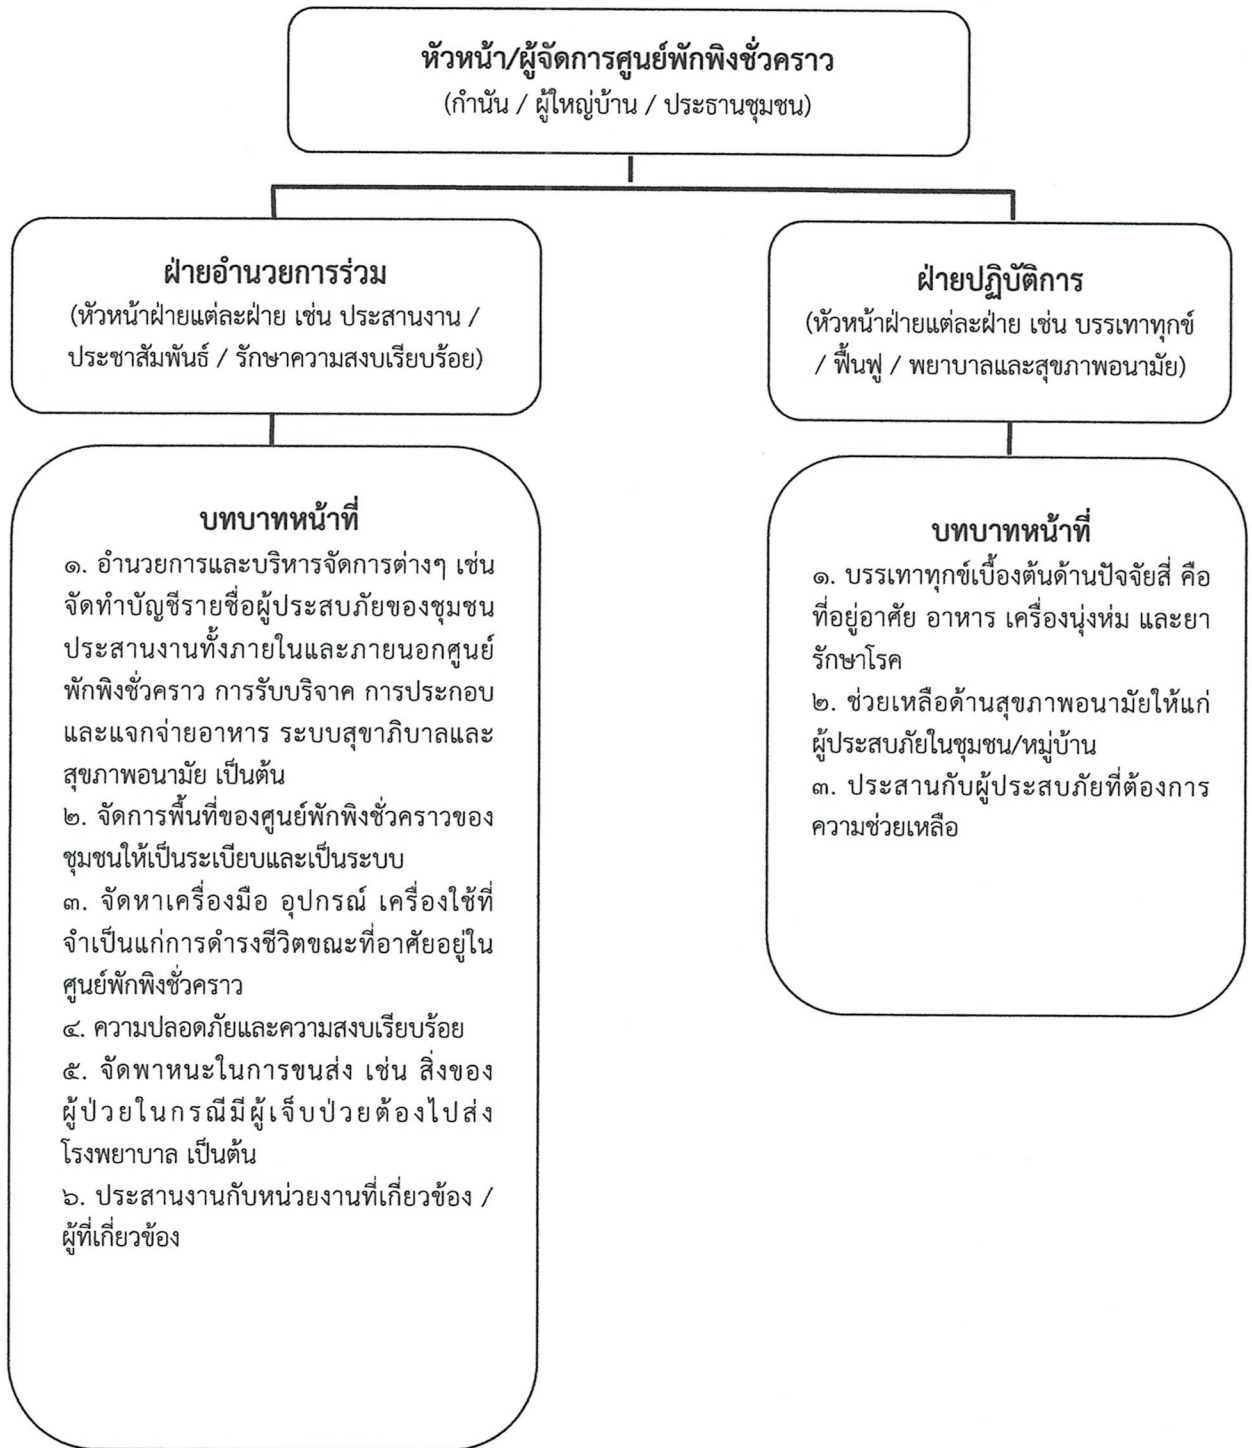 หัวหน้า/ผู้จัดการศูนย์พักพิงชั่วคราว
(กำนัน / ผู้ใหญ่บ้าน / ประธานชุมชน)
ฝ่ายอำนวยการร่วม
(หัวหน้าฝ่ายแต่ละฝ่าย เช่น ประสานงาน /
ประชาสัมพันธ์ / รักษาความสงบเรียบร้อย)
บทบาทหน้าที่
๑. อำนวยการและบริหารจัดการต่างๆ เช่น
จัดทำบัญชีรายชื่อผู้ประสบภัยของชุมชน
ประสานงานทั้งภายในและภายนอกศูนย์
พักพิงชั่วคราว การรับบริจาค การประกอบ
และแจกจ่ายอาหาร ระบบสุขาภิบาลและ
สุขภาพอนามัย เป็นต้น
๒. จัดการพื้นที่ของศูนย์พักพิงชั่วคราวของ
ชุมชนให้เป็นระเบียบและเป็นระบบ
๓. จัดหาเครื่องมือ อุปกรณ์ เครื่องใช้ที่
จำเป็นแก่การดำรงชีวิตขณะที่อาศัยอยู่ใน
ศูนย์พักพิงชั่วคราว
๔. ความปลอดภัยและความสงบเรียบร้อย
๕. จัดพาหนะในการขนส่ง เช่น สิ่งของ
ผู้ป่วยในกรณีมีผู้เจ็บป่วยต้องไปส่ง
โรงพยาบาล เป็นต้น
๖. ประสานงานกับหน่วยงานที่เกี่ยวข้อง /
ผู้ที่เกี่ยวข้อง
ฝ่ายปฏิบัติการ
(หัวหน้าฝ่ายแต่ละฝ่าย เช่น บรรเทาทุกข์
/ ฟื้นฟู / พยาบาลและสุขภาพอนามัย)
บทบาทหน้าที่
๑. บรรเทาทุกข์เบื้องต้นด้านปัจจัยสี่ คือ
ที่อยู่อาศัย อาหาร เครื่องนุ่งห่ม และยา
รักษาโรค
๒. ช่วยเหลือด้านสุขภาพอนามัยให้แก่
ผู้ประสบภัยในชุมชน/หมู่บ้าน
๓. ประสานกับผู้ประสบภัยที่ต้องการ
ความช่วยเหลือ